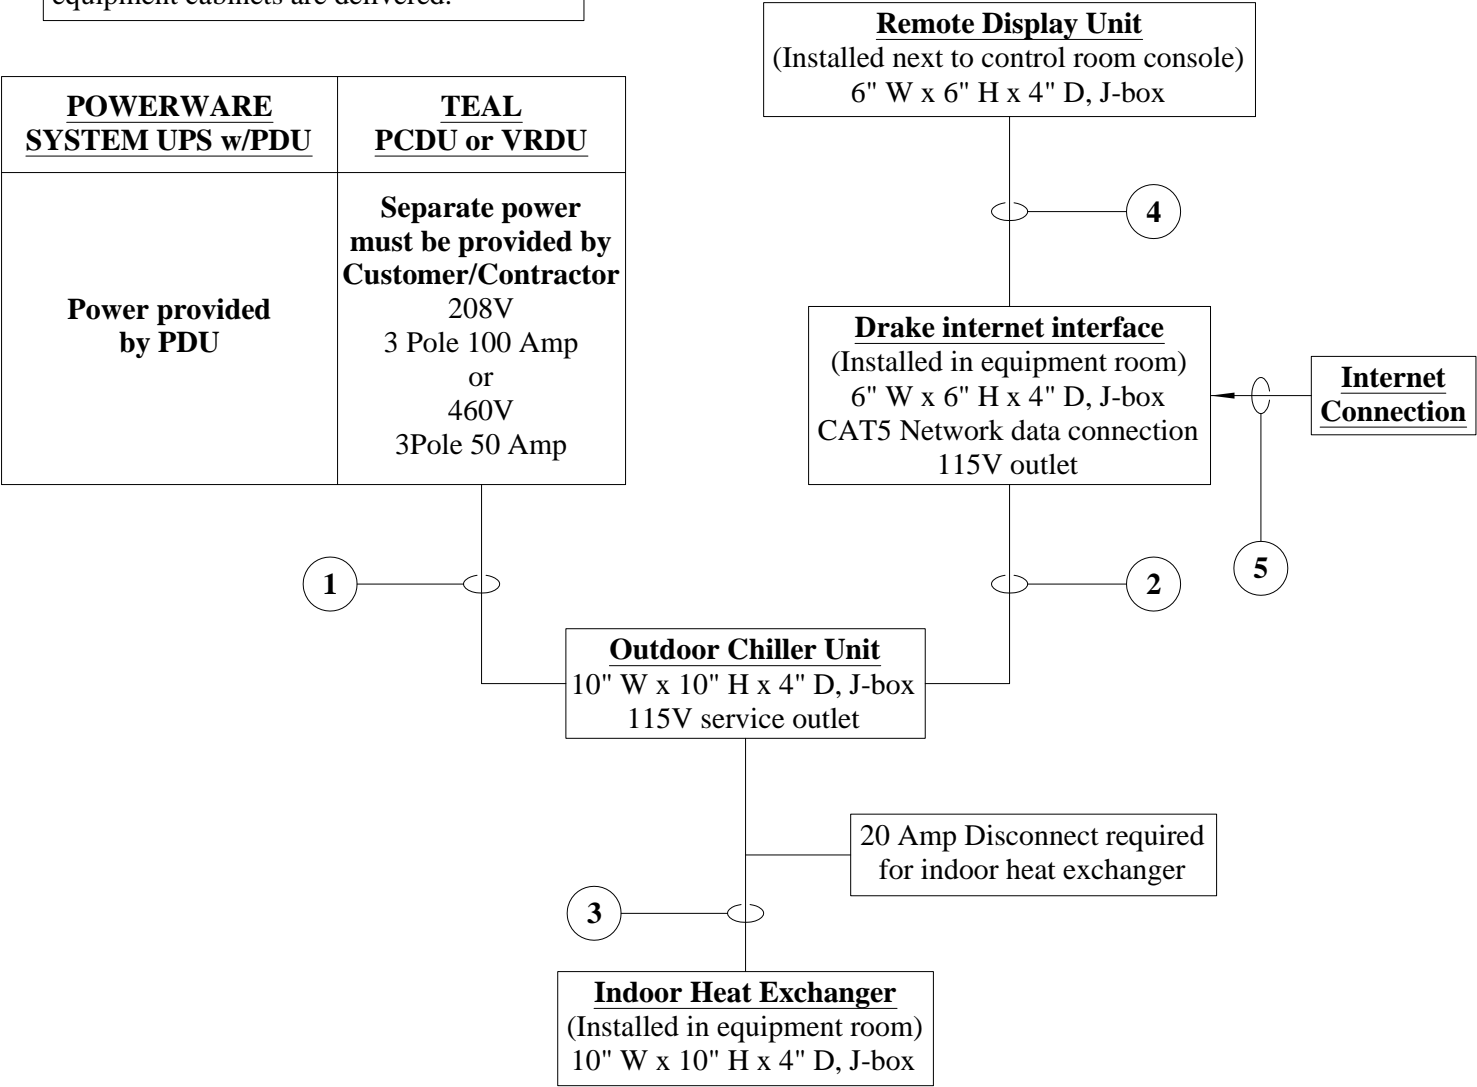 equipment cabinets are delivered.
Remote Display Unit
(Installed next to control room console)
6" W x 6" H x 4" D, J-box
POWERWARE
SYSTEM UPS w/PDU
TEAL
PCDU or VRDU
Power provided
by PDU
Separate power
must be provided by
Customer/Contractor
208V
3 Pole 100 Amp
or
460V
3Pole 50 Amp
4
Drake internet interface
(Installed in equipment room)
6" W x 6" H x 4" D, J-box
CAT5 Network data connection
115V outlet
Internet
Connection
1
2
5
Outdoor Chiller Unit
10" W x 10" H x 4" D, J-box
115V service outlet
20 Amp Disconnect required
for indoor heat exchanger
3
Indoor Heat Exchanger
(Installed in equipment room)
10" W x 10" H x 4" D, J-box